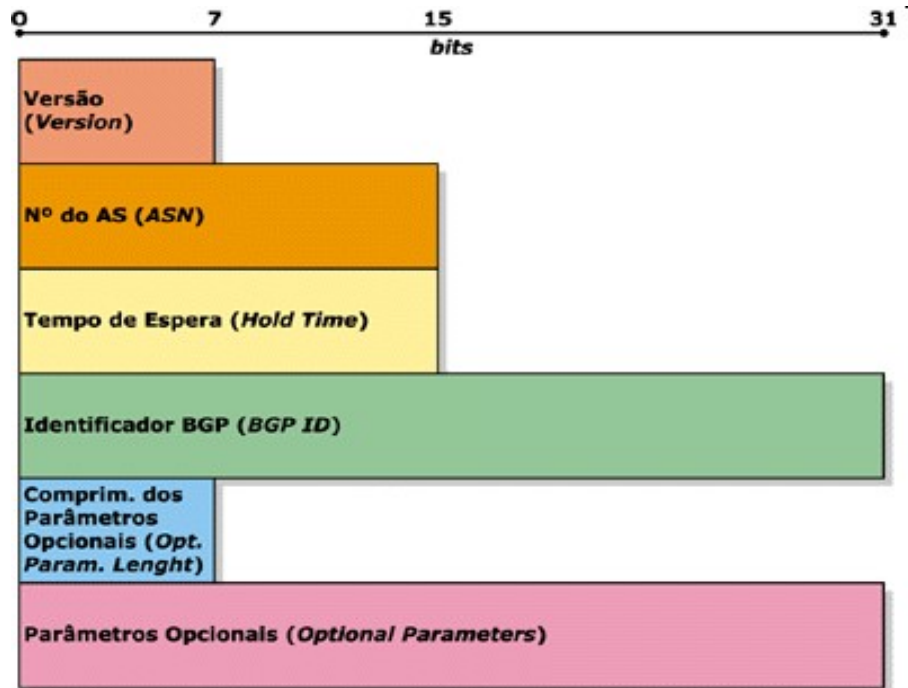 0 7 15 31
bits
Versão
(Version)
Nº do AS (ASN)
Tempo de Espera (Hold Time)
Identificador BGP (BGP ID)
Comprim. dos
Parâmetros
Opcionais (Opt.
Param. Lenght)
Parâmetros Opcionais (Optional Parameters)